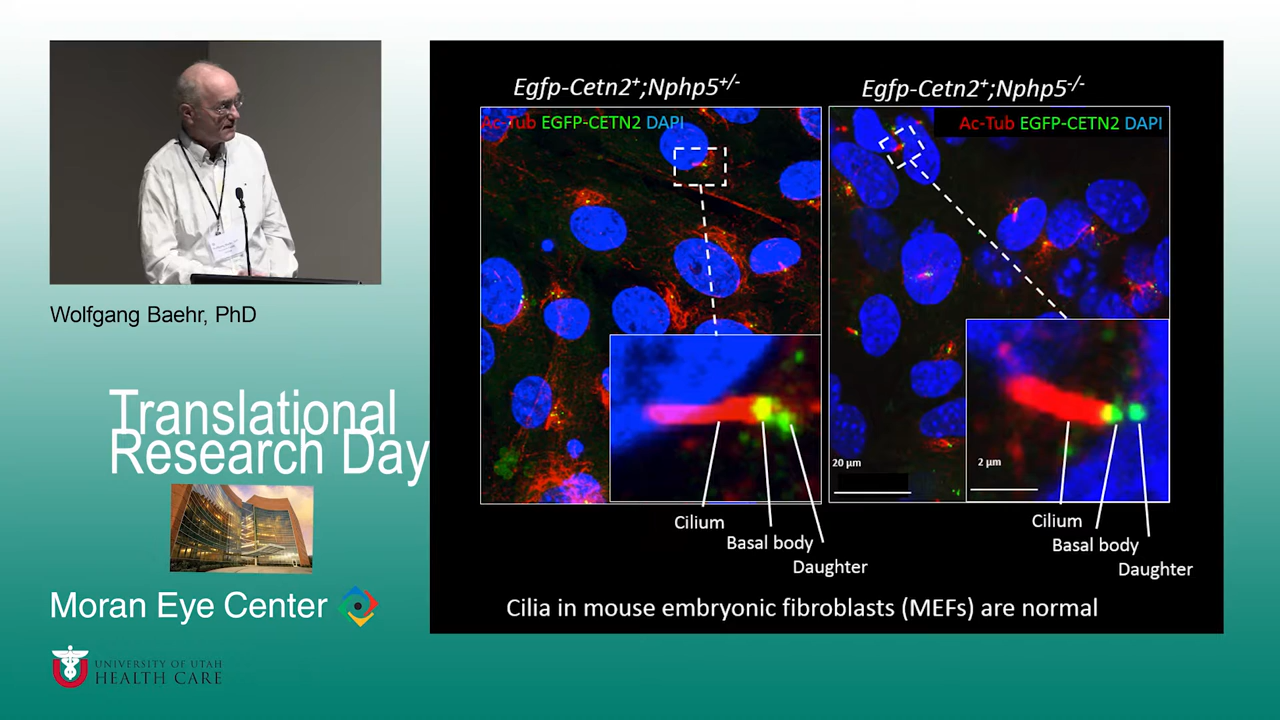 Wolfgang Baehr, PhD
Translational
Research Day
Moran Eye Center
UNIVERSITY OF UTAH
HEALTH CARE
Egfp-Cetn2+;Nphp5+/-
Egfp-Cetn2+;Nphp5-/-
Ac-Tub EGFP-CETN2 DAPI
Ac-Tub EGFP-CETN2 DAPI
20 µm
2 µm
Cilium
Basal body
Daughter
Cilium
Basal body
Daughter
Cilia in mouse embryonic fibroblasts (MEFs) are normal